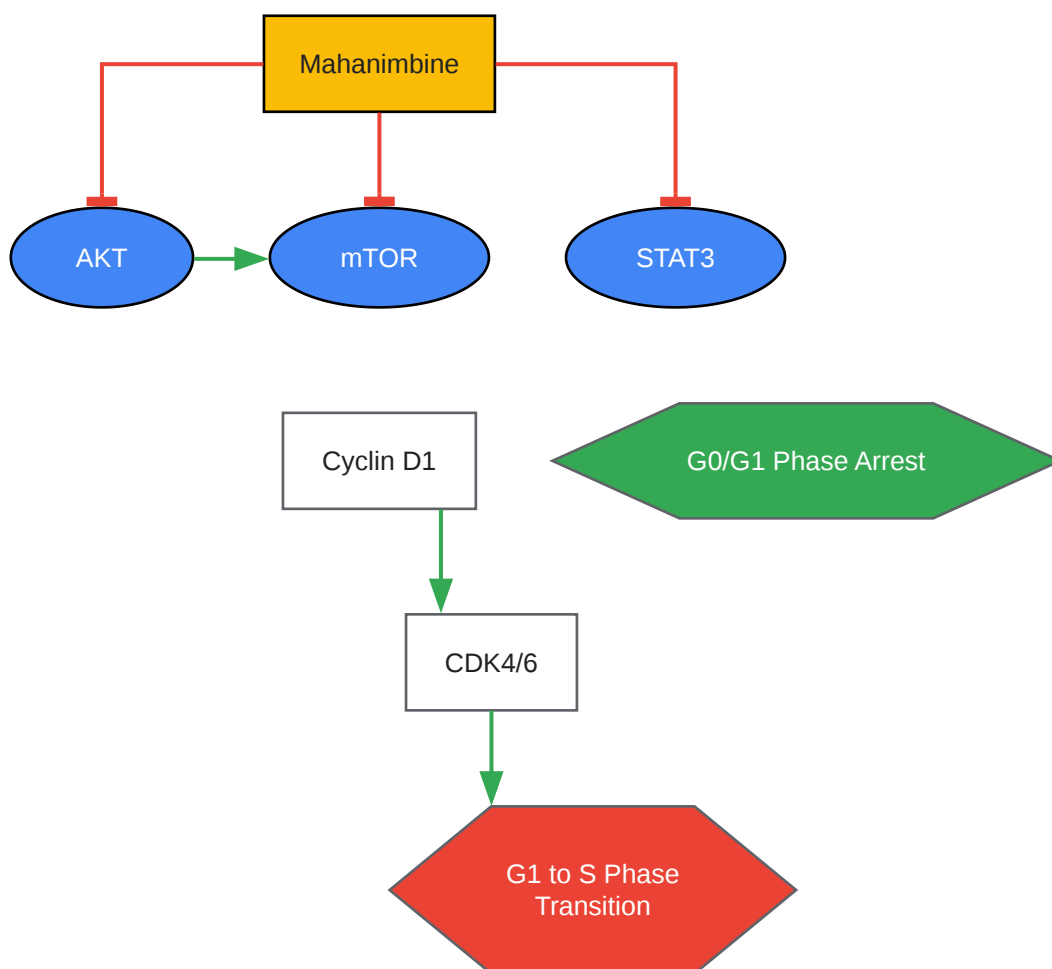 Mahanimbine
AKT
mTOR
STAT3
Cyclin D1
G0/G1 Phase Arrest
CDK4/6
G1 to S Phase
Transition